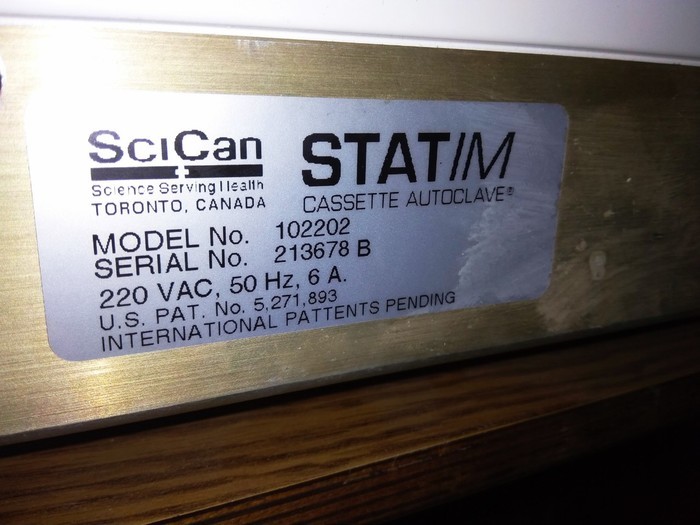 SciCan
Science Serving Health
TORONTO, CANADA
STATIM
CASSETTE AUTOCLAVE®
MODEL No. 102202
SERIAL No. 213678 B
220 VAC, 50 Hz, 6 A.
U.S. PAT. No. 5,271,893
INTERNATIONAL PATTENTS PENDING